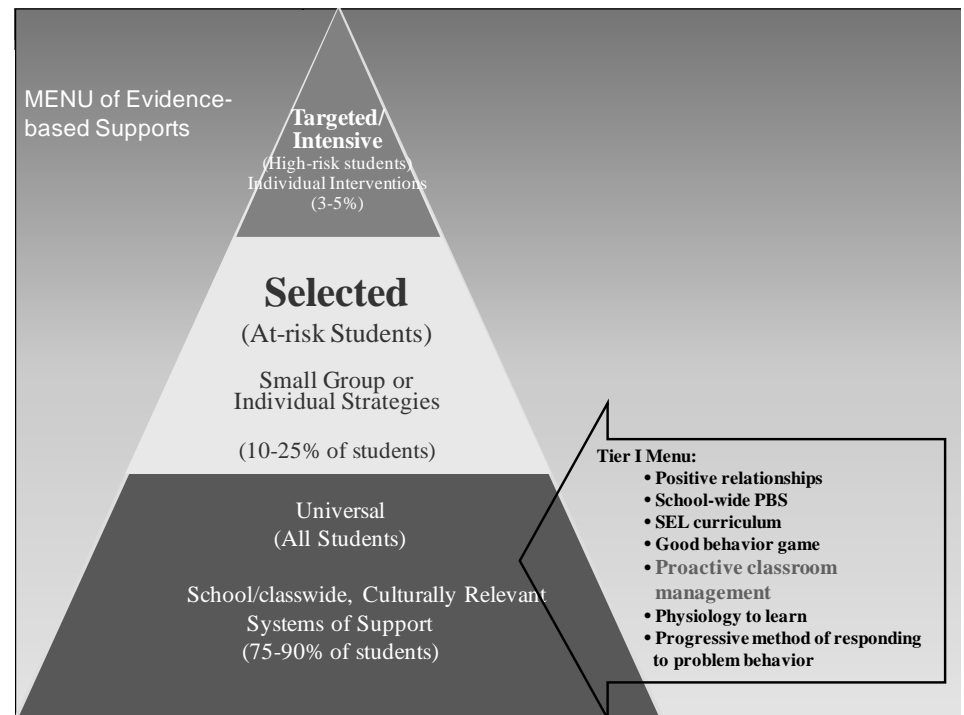 MENU of Evidence-
based Supports
Targeted/
Intensive
(High-risk students)
Individual Interventions
(3-5%)
Selected
(At-risk Students)
Small Group or
Individual Strategies
(10-25% of students)
Universal
(All Students)
School/classwide, Culturally Relevant
Systems of Support
(75-90% of students)
Tier I Menu:
• Positive relationships
• School-wide PBS
• SEL curriculum
• Good behavior game
• Proactive classroom
management
• Physiology to learn
• Progressive method of responding
to problem behavior